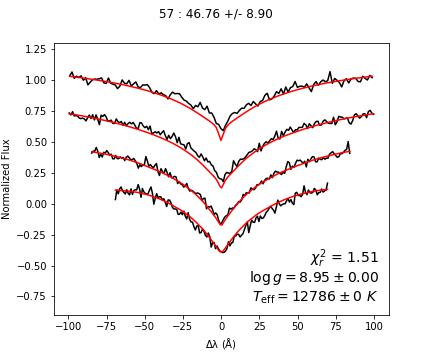 57 : 46.76 +/- 8.90
1.25
1.00
0.75
0.50
0.25
0.00
−0.25
−0.50
−0.75
Normalized Flux
χ²ᵣ = 1.51
log g = 8.95 ± 0.00
T_eff = 12786 ± 0 K
−100 −75 −50 −25 0 25 50 75 100
Δλ (Å)